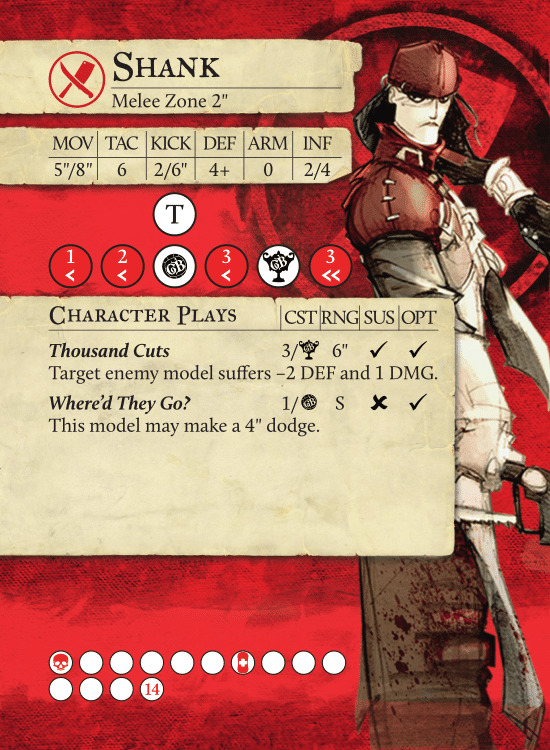 Shank
Melee Zone 2"
MOV TAC KICK DEF ARM INF
5"/8" 6 2/6" 4+ 0 2/4
T
1 2 GB 3 GB 3
< < < <<
Character Plays CST RNG SUS OPT
Thousand Cuts 3/GB 6" ✓ ✓
Target enemy model suffers –2 DEF and 1 DMG.
Where'd They Go? 1/GB S ✘ ✓
This model may make a 4" dodge.
14